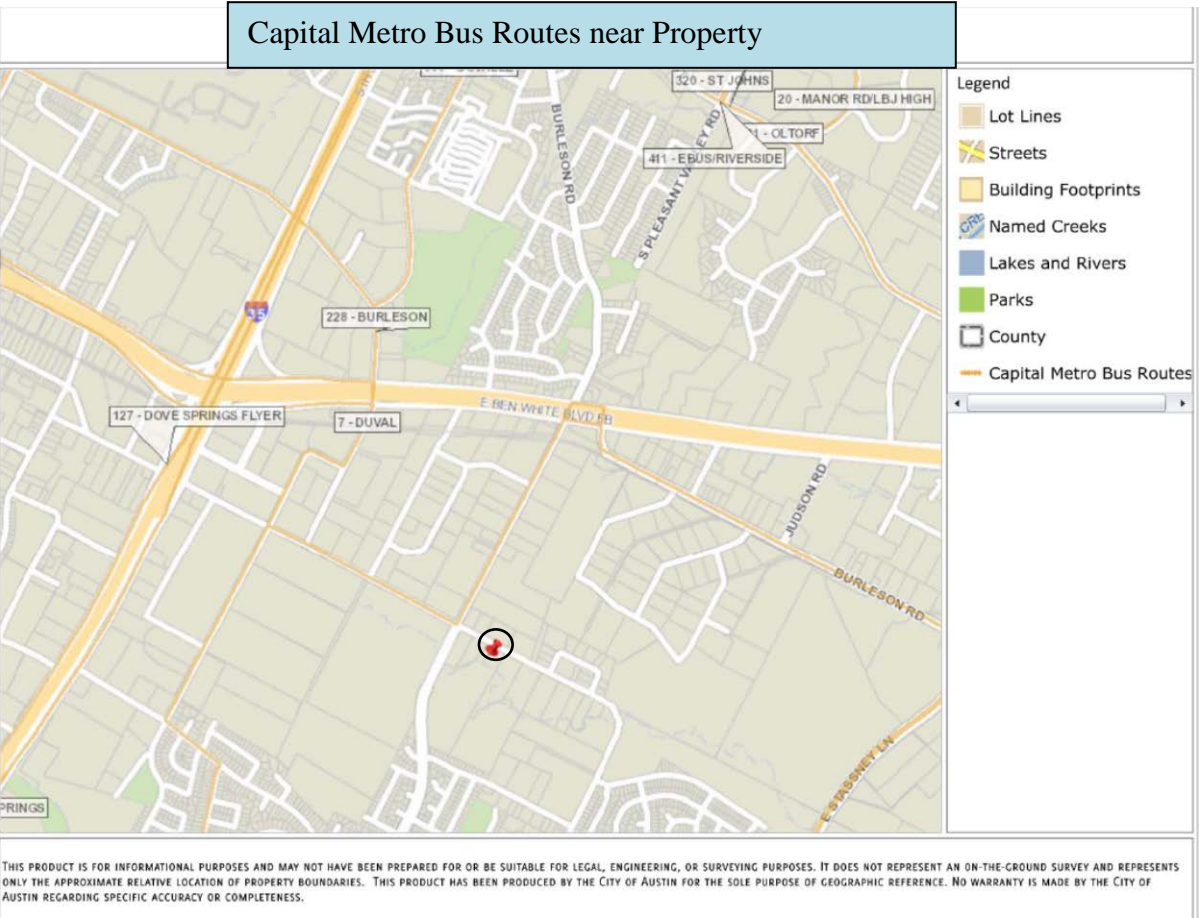 Capital Metro Bus Routes near Property
320 - ST JOHNS
20 - MANOR RD/LBJ HIGH
- OLTORF
411 - EBUS/RIVERSIDE
BURLESON RD
S PLEASANT VALLEY RD
35
228 - BURLESON
127 - DOVE SPRINGS FLYER
7 - DUVAL
E BEN WHITE BLVD EB
JUDSON RD
BURLESON RD
E STASSNEY LN
PRINGS
Legend
Lot Lines
Streets
Building Footprints
CRE
Named Creeks
Lakes and Rivers
Parks
County
Capital Metro Bus Routes
THIS PRODUCT IS FOR INFORMATIONAL PURPOSES AND MAY NOT HAVE BEEN PREPARED FOR OR BE SUITABLE FOR LEGAL, ENGINEERING, OR SURVEYING PURPOSES. IT DOES NOT REPRESENT AN ON-THE-GROUND SURVEY AND REPRESENTS
ONLY THE APPROXIMATE RELATIVE LOCATION OF PROPERTY BOUNDARIES. THIS PRODUCT HAS BEEN PRODUCED BY THE CITY OF AUSTIN FOR THE SOLE PURPOSE OF GEOGRAPHIC REFERENCE. NO WARRANTY IS MADE BY THE CITY OF
AUSTIN REGARDING SPECIFIC ACCURACY OR COMPLETENESS.